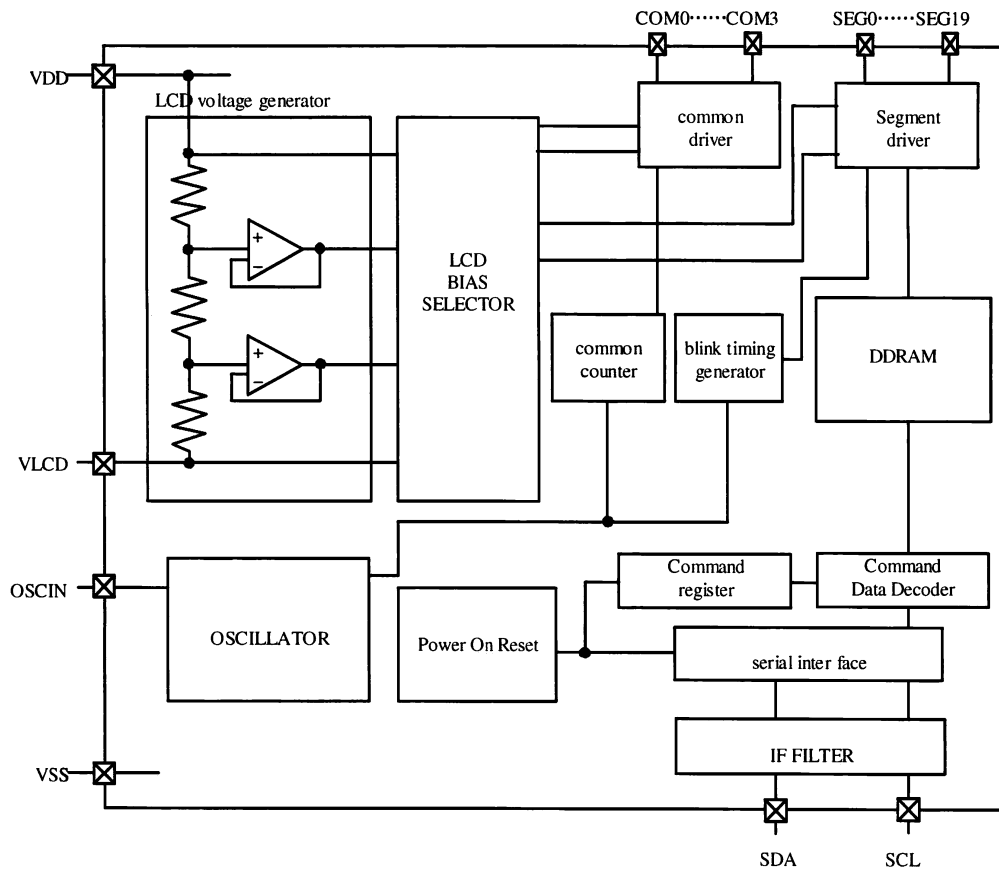 COM0······COM3
SEG0······SEG19
VDD
LCD voltage generator
common
driver
Segment
driver
+
−
LCD
BIAS
SELECTOR
common
counter
blink timing
generator
DDRAM
+
−
VLCD
OSCIN
OSCILLATOR
Power On Reset
Command
register
Command
Data Decoder
serial inter face
IF FILTER
VSS
SDA
SCL